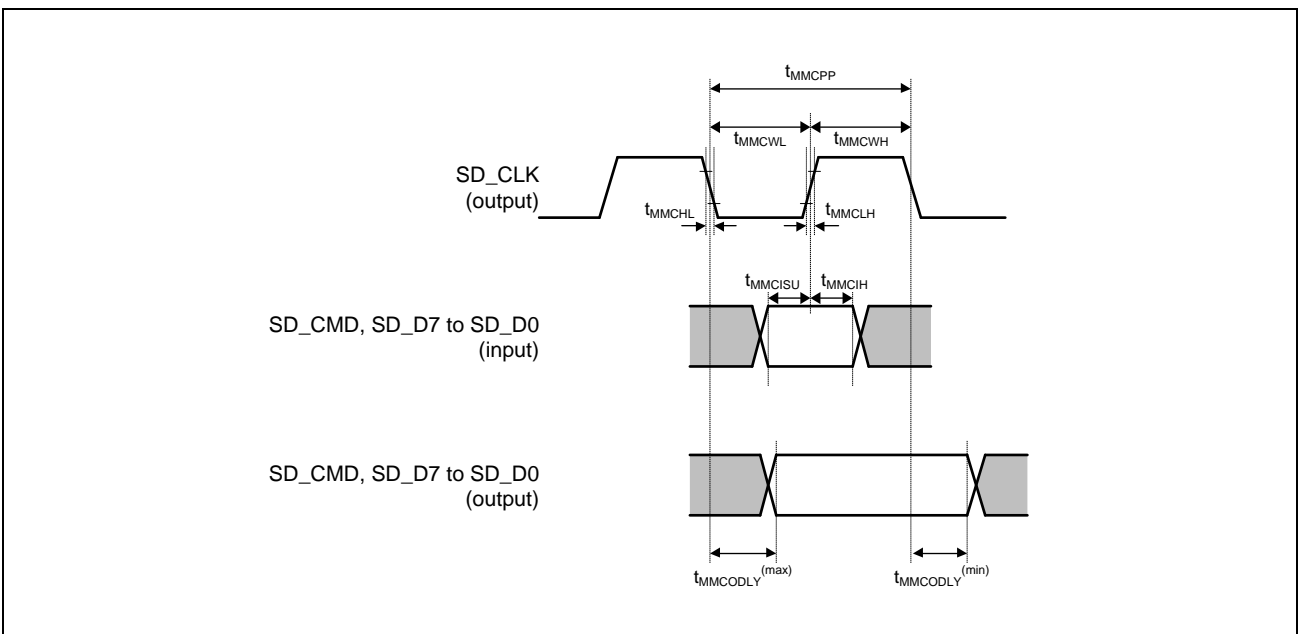 tMMCPP
tMMCWL
tMMCWH
SD_CLK
(output)
tMMCHL
tMMCLH
tMMCISU
tMMCIH
SD_CMD, SD_D7 to SD_D0
(input)
SD_CMD, SD_D7 to SD_D0
(output)
tMMCODLY(max)
tMMCODLY(min)